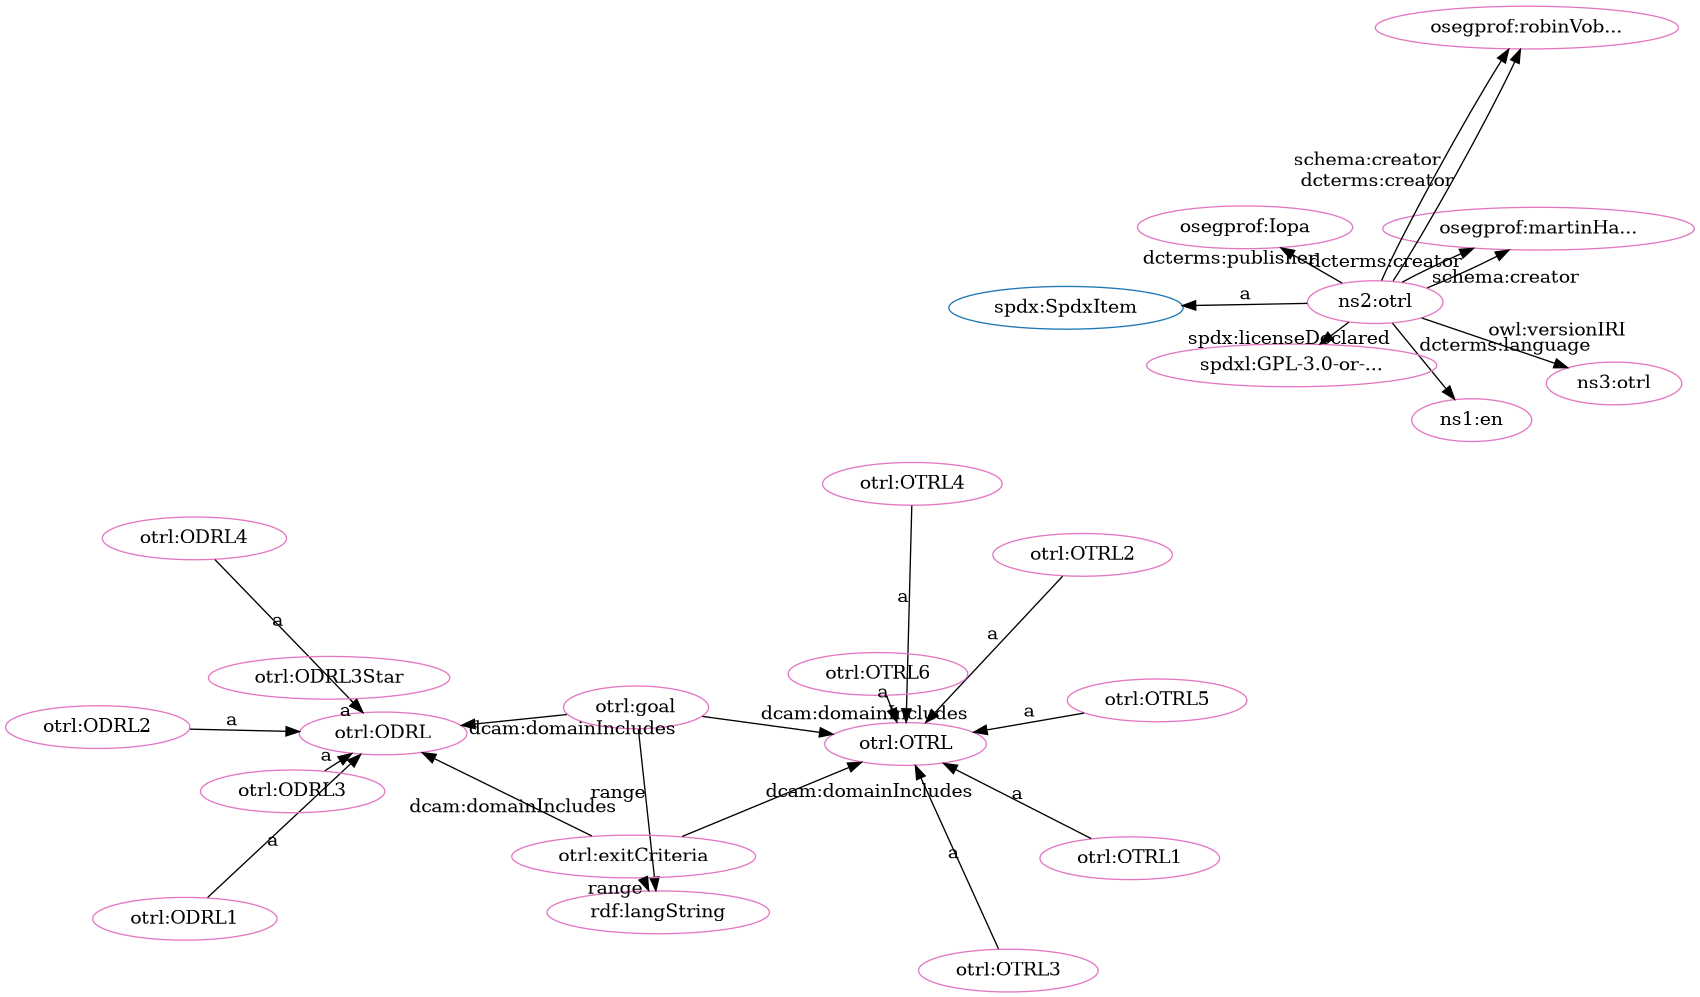 osegprof:robinVob...
schema:creator
dcterms:creator
osegprof:Iopa
osegprof:martinHa...
dcterms:publisher
dcterms:creator
schema:creator
spdx:SpdxItem
a
ns2:otrl
spdx:licenseDeclared
owl:versionIRI
dcterms:language
spdxl:GPL-3.0-or-...
ns3:otrl
ns1:en
otrl:OTRL4
otrl:ODRL4
otrl:OTRL2
a
a
a
otrl:ODRL3Star
otrl:OTRL6
a
otrl:goal
otrl:OTRL5
otrl:ODRL2
a
a
dcam:domainIncludes
a
otrl:ODRL
dcam:domainIncludes
otrl:OTRL
a
otrl:ODRL3
range
dcam:domainIncludes
a
dcam:domainIncludes
a
otrl:exitCriteria
a
otrl:OTRL1
range
otrl:ODRL1
rdf:langString
otrl:OTRL3